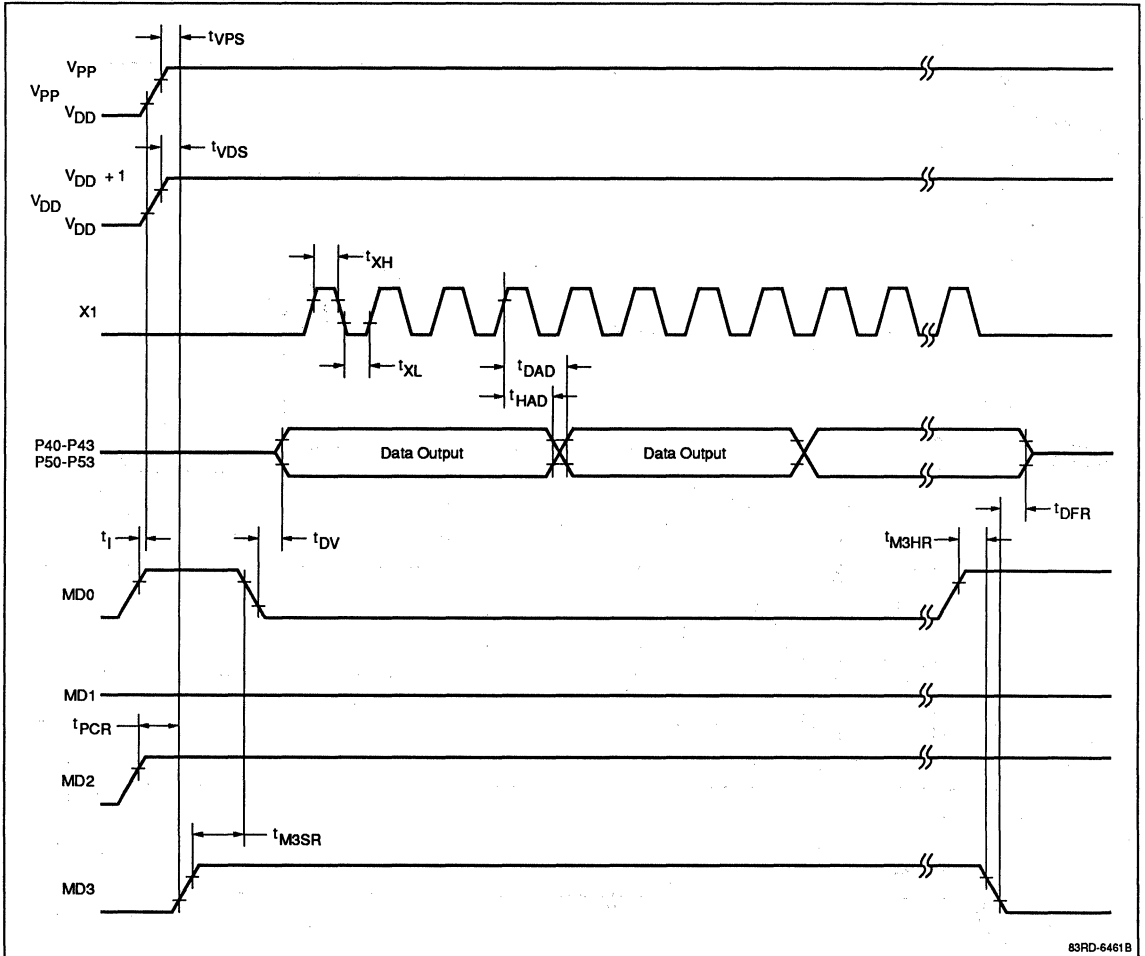 tVPS
VPP
VPP
VDD
tVDS
VDD + 1
VDD
VDD
tXH
X1
tXL
tDAD
tHAD
P40-P43
P50-P53
Data Output
Data Output
tDFR
tI
tDV
tM3HR
MD0
MD1
tPCR
MD2
tM3SR
MD3
83RD-6461B